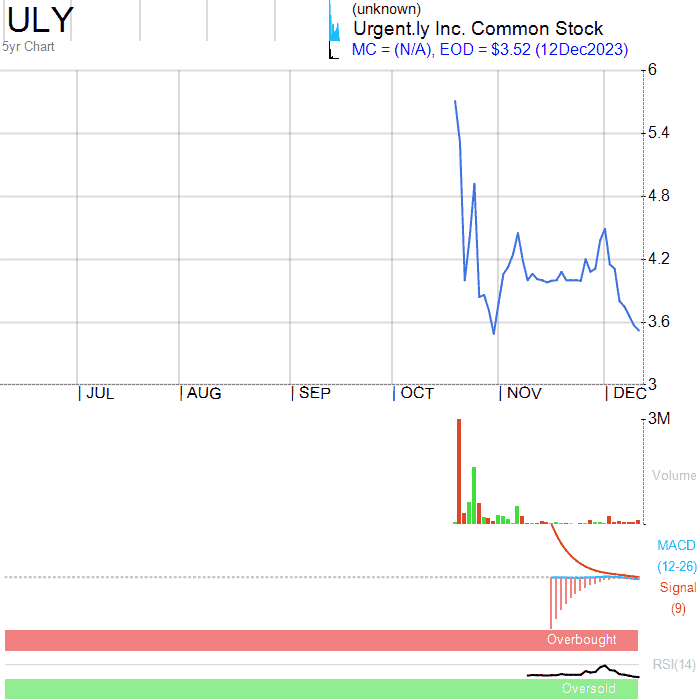 ULY
5yr Chart
(unknown)
Urgent.ly Inc. Common Stock
MC = (N/A), EOD = $3.52 (12Dec2023)
6
5.4
4.8
4.2
3.6
3
JUL AUG SEP OCT NOV DEC
3M
Volume
MACD
(12-26)
Signal
(9)
Overbought
RSI(14)
Oversold